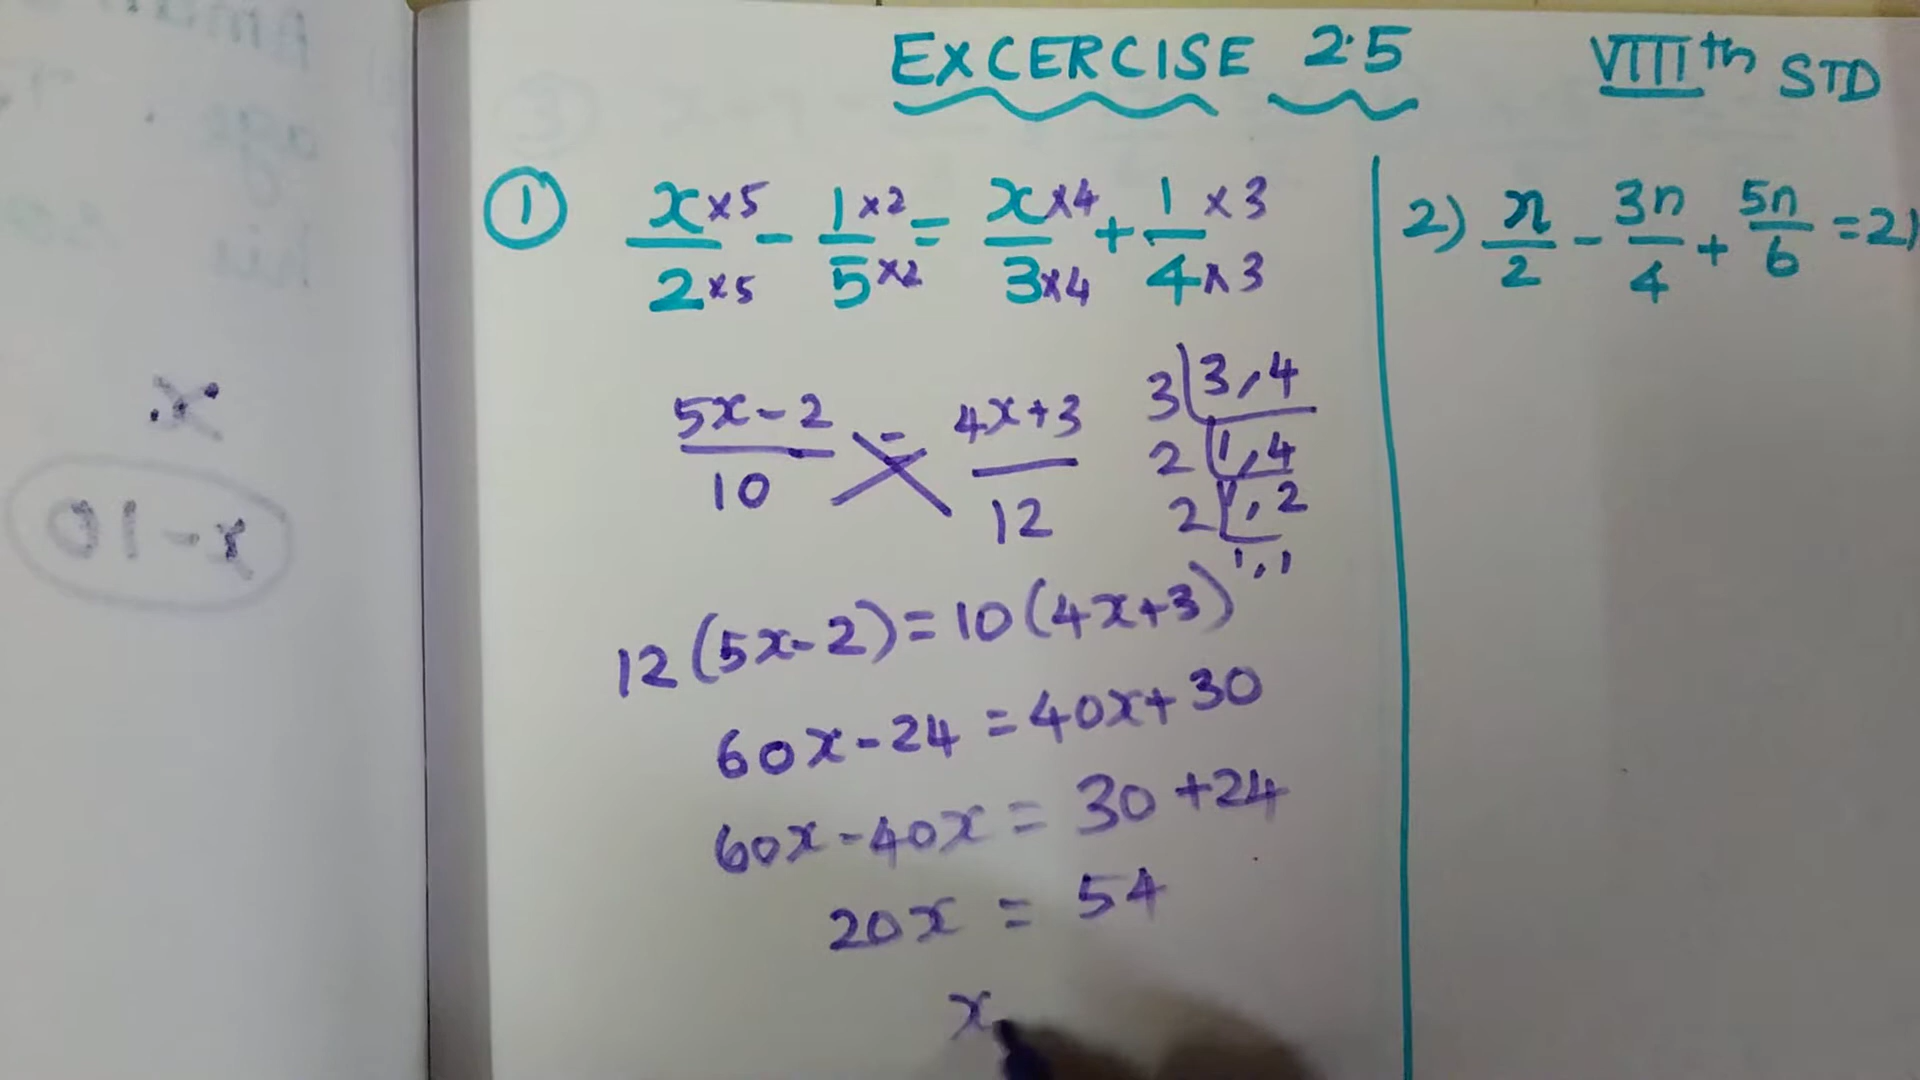 EXCERCISE 2.5 VIIIth STD
① x×5/2×5 - 1×2/5×2 = x×4/3×4 + 1×3/4×3
2) n/2 - 3n/4 + 5n/6 = 21
5x-2/10 = 4x+3/12
3 | 3, 4
2 | 1, 4
2 | 1, 2
1, 1
12(5x-2)=10(4x+3)
60x-24=40x+30
60x-40x=30+24
20x=54
x